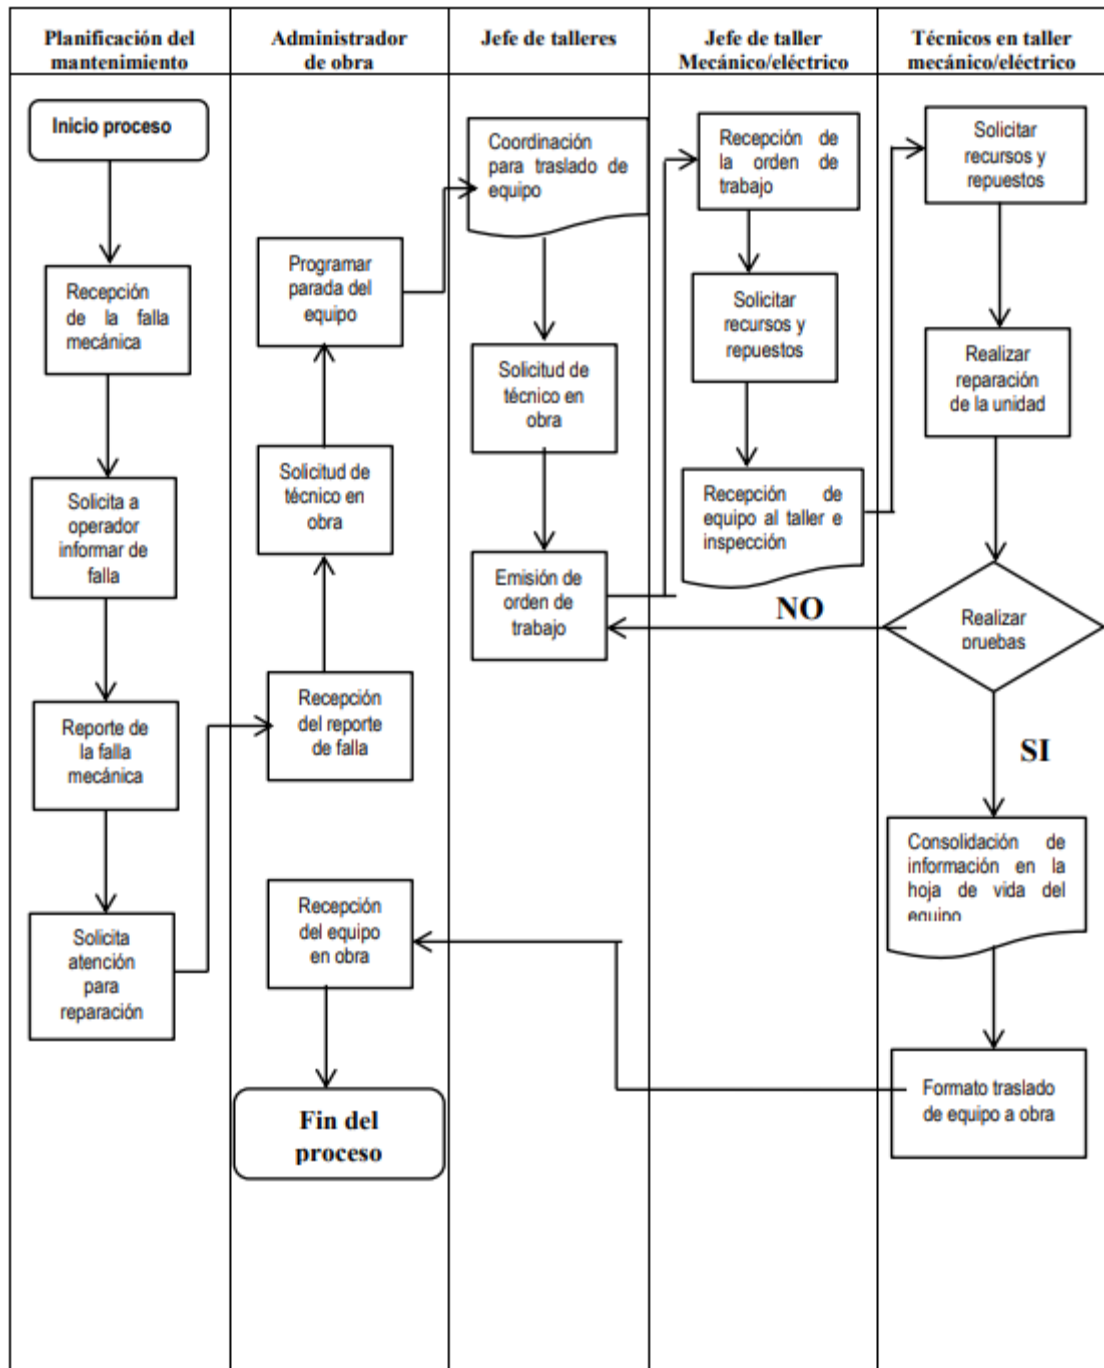 Planificación del
mantenimiento
Administrador
de obra
Jefe de talleres
Jefe de taller
Mecánico/eléctrico
Técnicos en taller
mecánico/eléctrico
Inicio proceso
Recepción
de la falla
mecánica
Solicita a
operador
informar de
falla
Reporte de
la falla
mecánica
Solicita
atención
para
reparación
Programar
parada del
equipo
Solicitud de
técnico en
obra
Recepción
del reporte
de falla
Recepción
del equipo
en obra
Fin del
proceso
Coordinación
para traslado de
equipo
Solicitud de
técnico en
obra
Emisión de
orden de
trabajo
Recepción de
la orden de
trabajo
Solicitar
recursos y
repuestos
Recepción de
equipo al taller e
inspección
NO
Solicitar
recursos y
repuestos
Realizar
reparación
de la unidad
Realizar
pruebas
SI
Consolidación de
información en la
hoja de vida del
equipo
Formato traslado
de equipo a obra